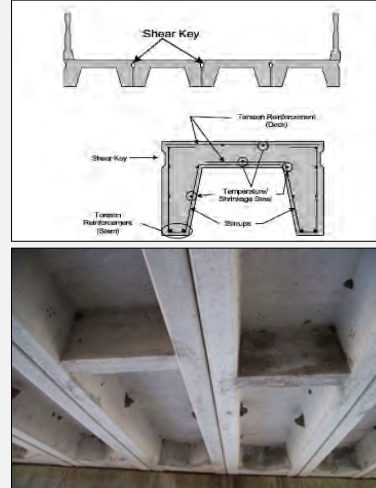 Shear Key
Tension Reinforcement
(Deck)
Shear Key
Temperature/
Shrinkage Steel
Tension
Reinforcement
(Stem)
Stirrups